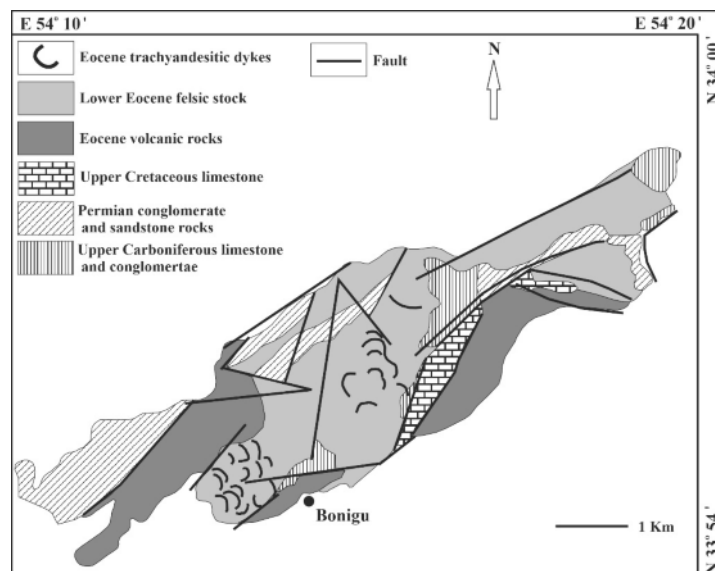 E 54° 10'
E 54° 20'
N 34° 00'
N
Eocene trachyandesitic dykes
Fault
Lower Eocene felsic stock
Eocene volcanic rocks
Upper Cretaceous limestone
Permian conglomerate
and sandstone rocks
Upper Carboniferous limestone
and conglomertae
Bonigu
1 Km
N 33° 54'